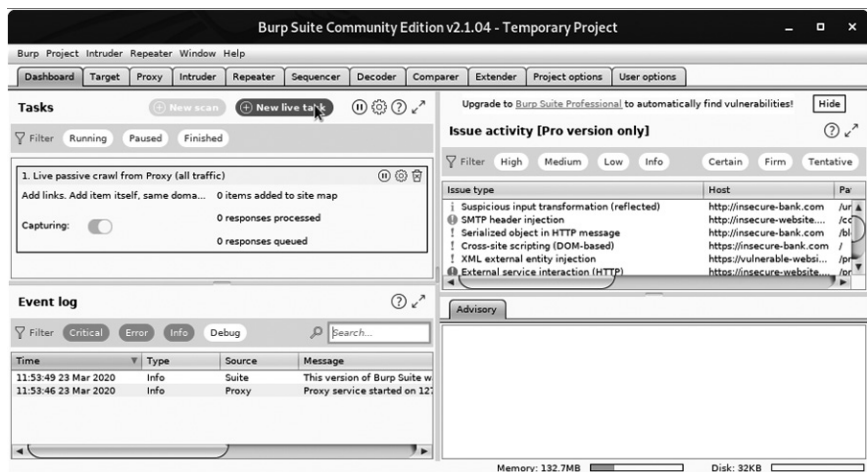 Burp Suite Community Edition v2.1.04 - Temporary Project
Burp Project Intruder Repeater Window Help
Dashboard Target Proxy Intruder Repeater Sequencer Decoder Comparer Extender Project options User options
Tasks
New scan
New live task
Filter Running Paused Finished
1. Live passive crawl from Proxy (all traffic)
Add links. Add item itself, same doma... 0 items added to site map
0 responses processed
Capturing:
0 responses queued
Event log
Filter Critical Error Info Debug Search...
Time Type Source Message
11:53:49 23 Mar 2020 Info Suite This version of Burp Suite w
11:53:46 23 Mar 2020 Info Proxy Proxy service started on 127
Upgrade to Burp Suite Professional to automatically find vulnerabilities! Hide
Issue activity [Pro version only]
Filter High Medium Low Info Certain Firm Tentative
Issue type Host Pa
Suspicious input transformation (reflected) http://insecure-bank.com /ur
SMTP header injection http://insecure-website.... /cc
Serialized object in HTTP message http://insecure-bank.com /bl
Cross-site scripting (DOM-based) https://insecure-bank.com /
XML external entity injection https://vulnerable-websi... /pr
External service interaction (HTTP) https://insecure-website.... /pr
Advisory
Memory: 132.7MB Disk: 32KB